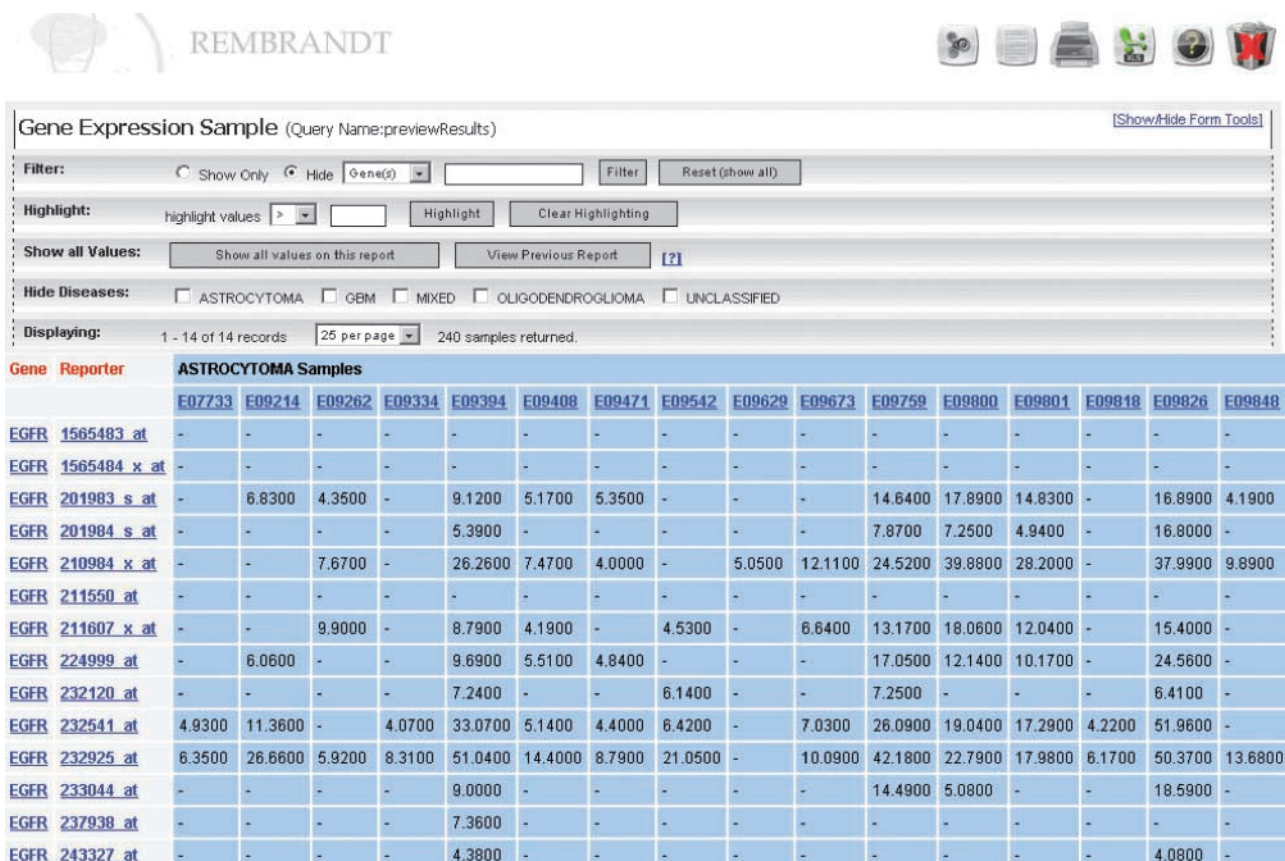 REMBRANDT
XLS
Gene Expression Sample (Query Name:previewResults) [Show/Hide Form Tools]
Filter: Show Only Hide Gene(s) Filter Reset (show all)
Highlight: highlight values > Highlight Clear Highlighting
Show all Values: Show all values on this report View Previous Report [?]
Hide Diseases: ASTROCYTOMA GBM MIXED OLIGODENDROGLIOMA UNCLASSIFIED
Displaying: 1 - 14 of 14 records 25 per page 240 samples returned.
Gene Reporter ASTROCYTOMA Samples
E07733 E09214 E09262 E09334 E09394 E09408 E09471 E09542 E09629 E09673 E09759 E09800 E09801 E09818 E09826 E09848
EGFR 1565483_at - - - - - - - - - - - - - - - -
EGFR 1565484_x_at - - - - - - - - - - - - - - - -
EGFR 201983_s_at - 6.8300 4.3500 - 9.1200 5.1700 5.3500 - - - 14.6400 17.8900 14.8300 - 16.8900 4.1900
EGFR 201984_s_at - - - - 5.3900 - - - - - 7.8700 7.2500 4.9400 - 16.8000 -
EGFR 210984_x_at - - 7.6700 - 26.2600 7.4700 4.0000 - 5.0500 12.1100 24.5200 39.8800 28.2000 - 37.9900 9.8900
EGFR 211550_at - - - - - - - - - - - - - - - -
EGFR 211607_x_at - - 9.9000 - 8.7900 4.1900 - 4.5300 - 6.6400 13.1700 18.0600 12.0400 - 15.4000 -
EGFR 224999_at - 6.0600 - - 9.6900 5.5100 4.8400 - - - 17.0500 12.1400 10.1700 - 24.5600 -
EGFR 232120_at - - - - 7.2400 - - 6.1400 - - 7.2500 - - - 6.4100 -
EGFR 232541_at 4.9300 11.3600 - 4.0700 33.0700 5.1400 4.4000 6.4200 - 7.0300 26.0900 19.0400 17.2900 4.2200 51.9600 -
EGFR 232925_at 6.3500 26.6600 5.9200 8.3100 51.0400 14.4000 8.7900 21.0500 - 10.0900 42.1800 22.7900 17.9800 6.1700 50.3700 13.6800
EGFR 233044_at - - - - 9.0000 - - - - - 14.4900 5.0800 - - 18.5900 -
EGFR 237938_at - - - - 7.3600 - - - - - - - - - - -
EGFR 243327_at - - - - 4.3800 - - - - - - - - - 4.0800 -